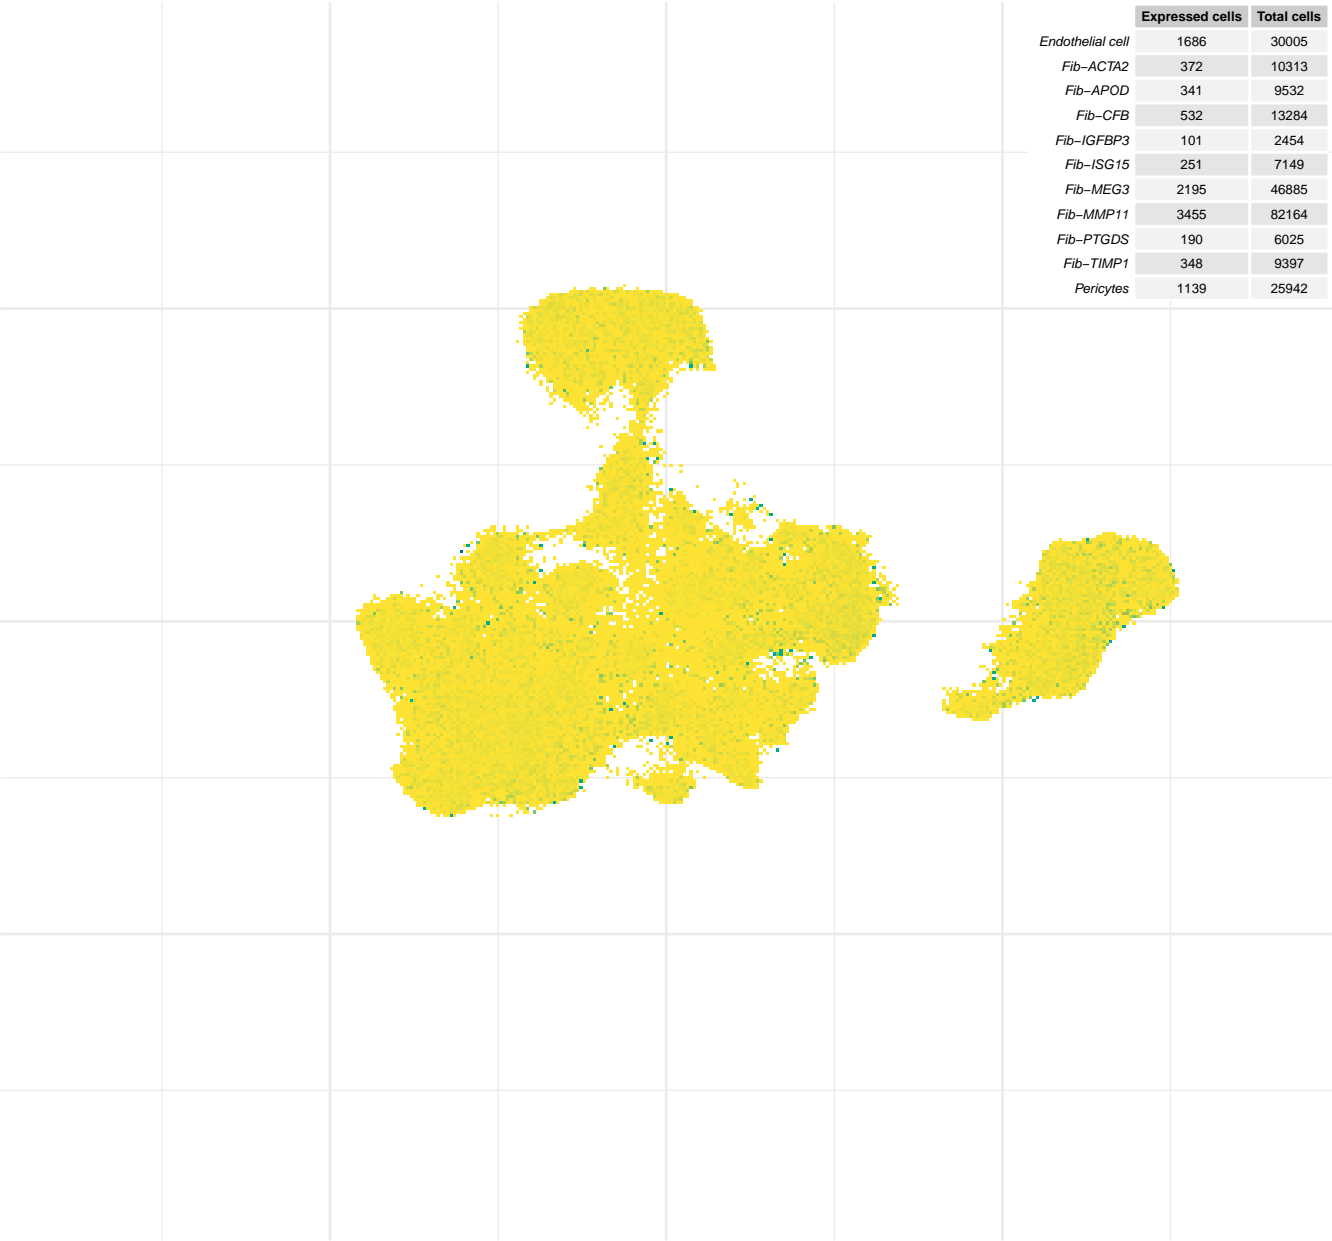 Expressed cells Total cells
Endothelial cell 1686 30005
Fib−ACTA2 372 10313
Fib−APOD 341 9532
Fib−CFB 532 13284
Fib−IGFBP3 101 2454
Fib−ISG15 251 7149
Fib−MEG3 2195 46885
Fib−MMP11 3455 82164
Fib−PTGDS 190 6025
Fib−TIMP1 348 9397
Pericytes 1139 25942